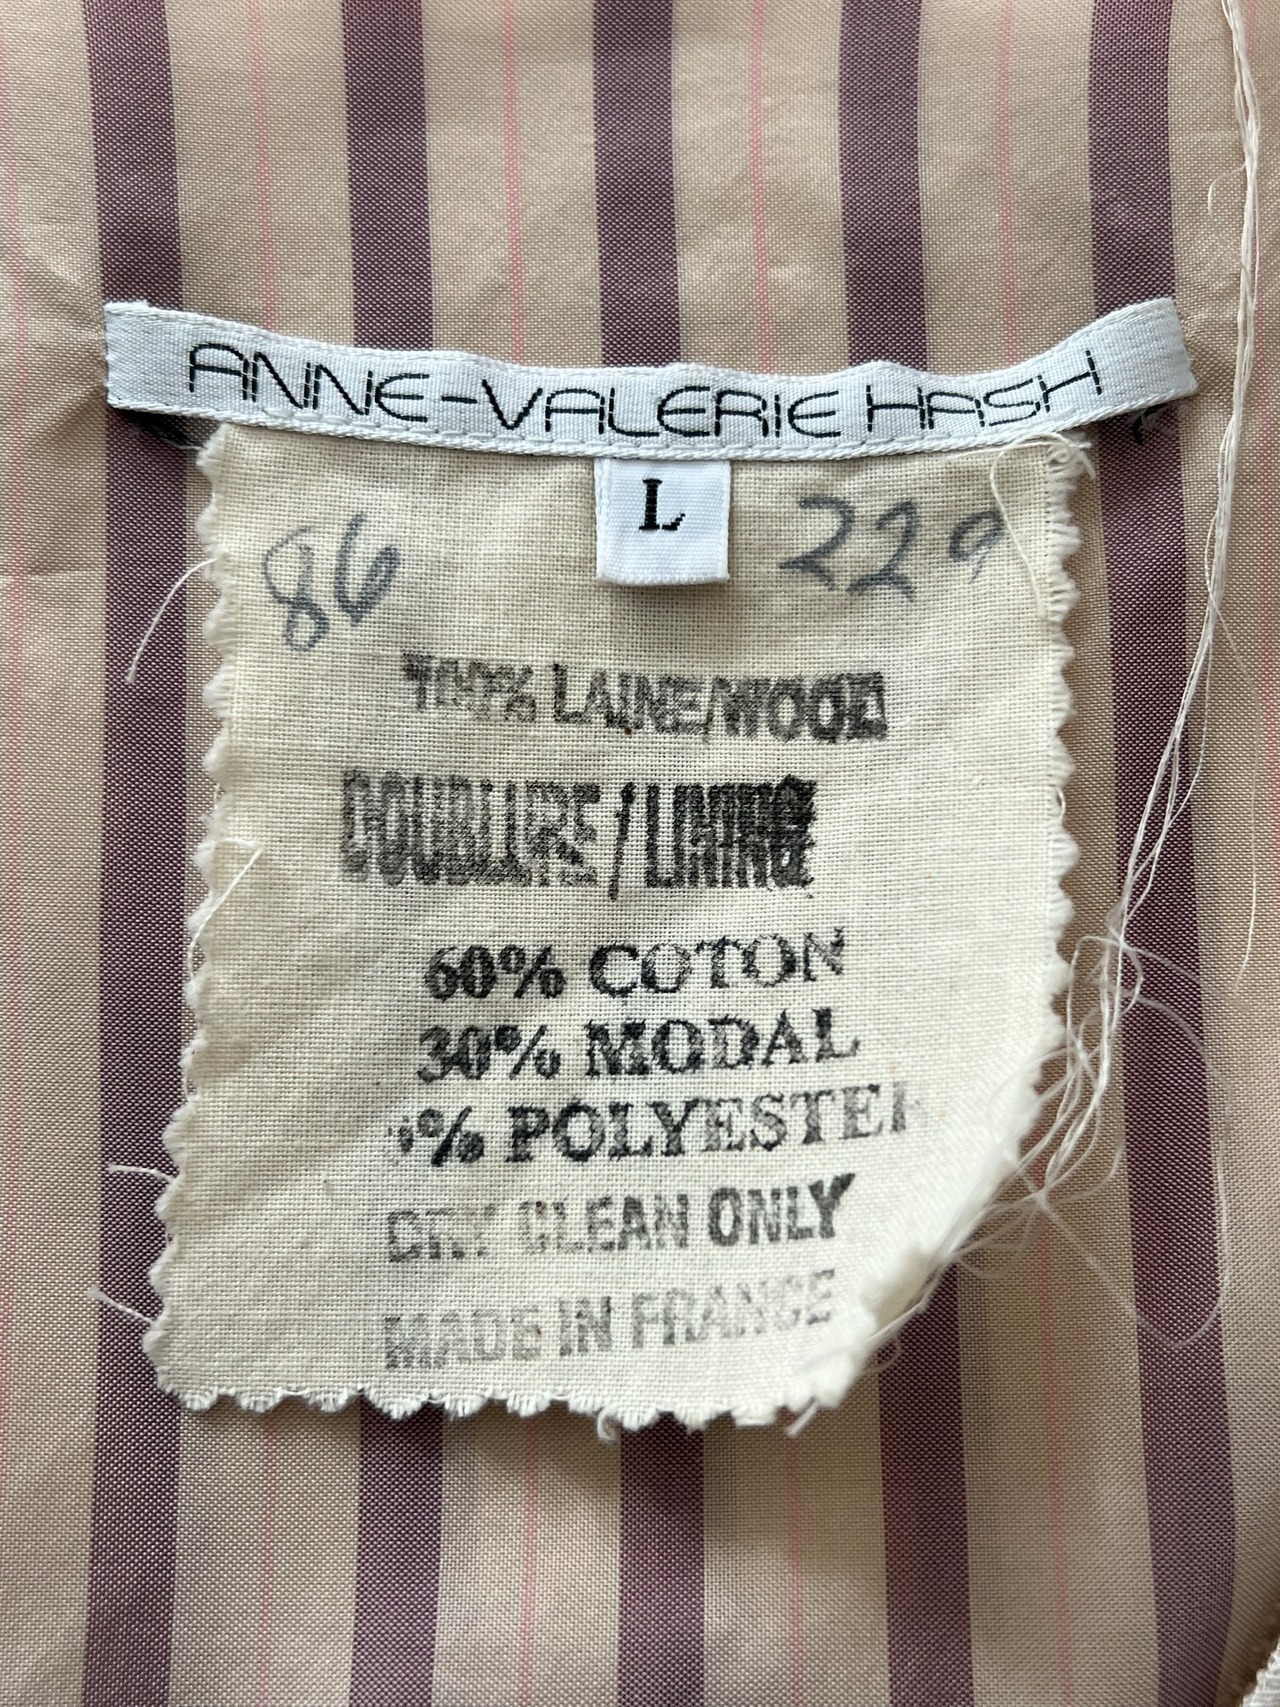 ANNE-VALERIE HASH
L
86
229
100% LAINE/WOOD
DOUBLURE/LINING
60% COTON
30% MODAL
% POLYESTER
DRY CLEAN ONLY
MADE IN FRANCE